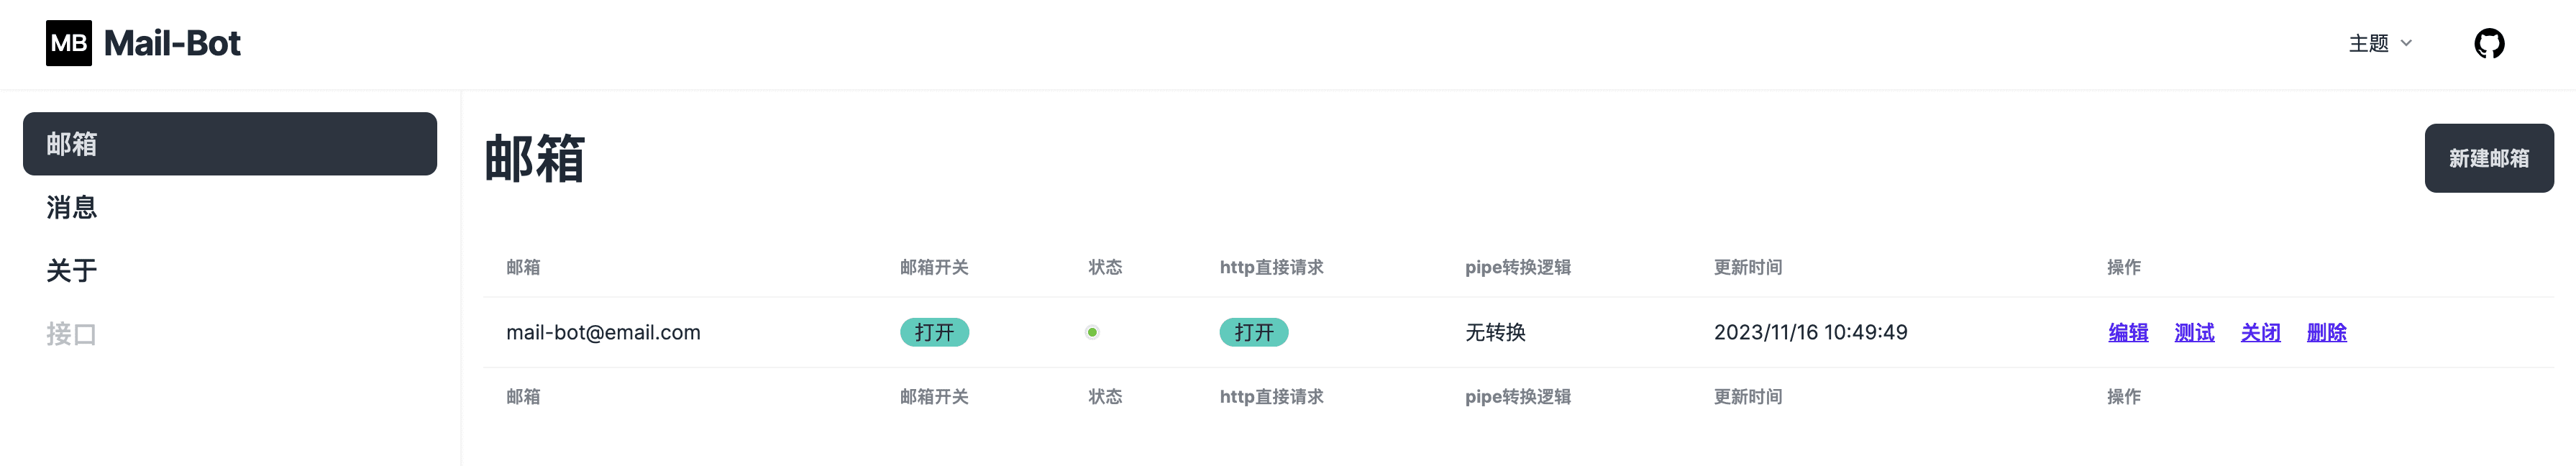 MB Mail-Bot 主题
邮箱
消息
关于
接口
邮箱 新建邮箱
邮箱 邮箱开关 状态 http直接请求 pipe转换逻辑 更新时间 操作
mail-bot@email.com 打开 打开 无转换 2023/11/16 10:49:49 编辑 测试 关闭 删除
邮箱 邮箱开关 状态 http直接请求 pipe转换逻辑 更新时间 操作